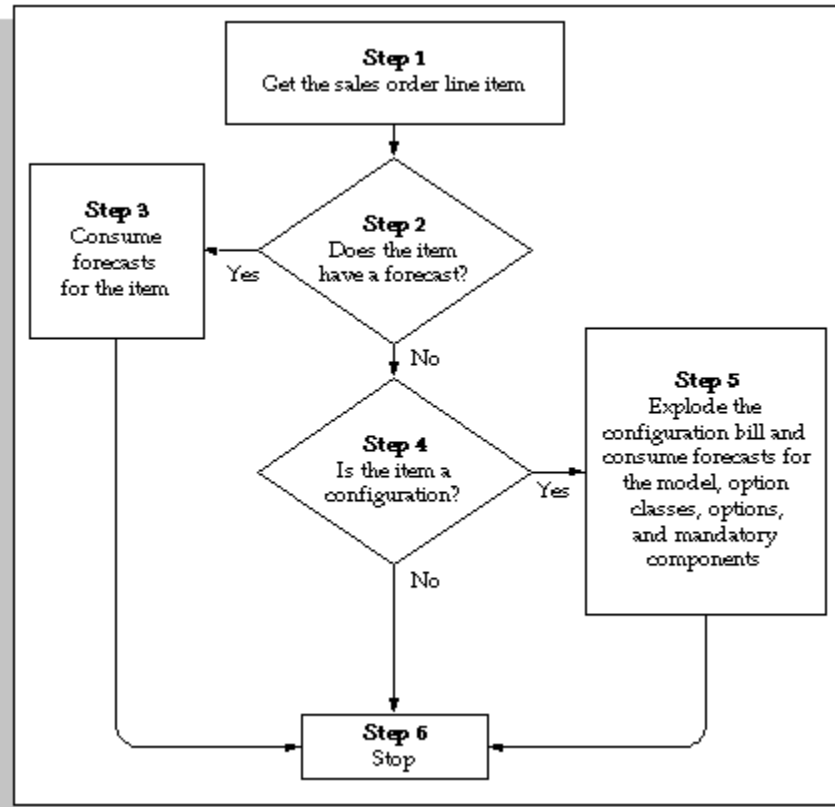 Step 1
Get the sales order line item
Step 2
Does the item
have a forecast?
Yes
No
Step 3
Consume
forecasts
for the item
Step 4
Is the item a
configuration?
Yes
No
Step 5
Explode the
configuration bill and
consume forecasts for
the model, option
classes, options,
and mandatory
components
Step 6
Stop